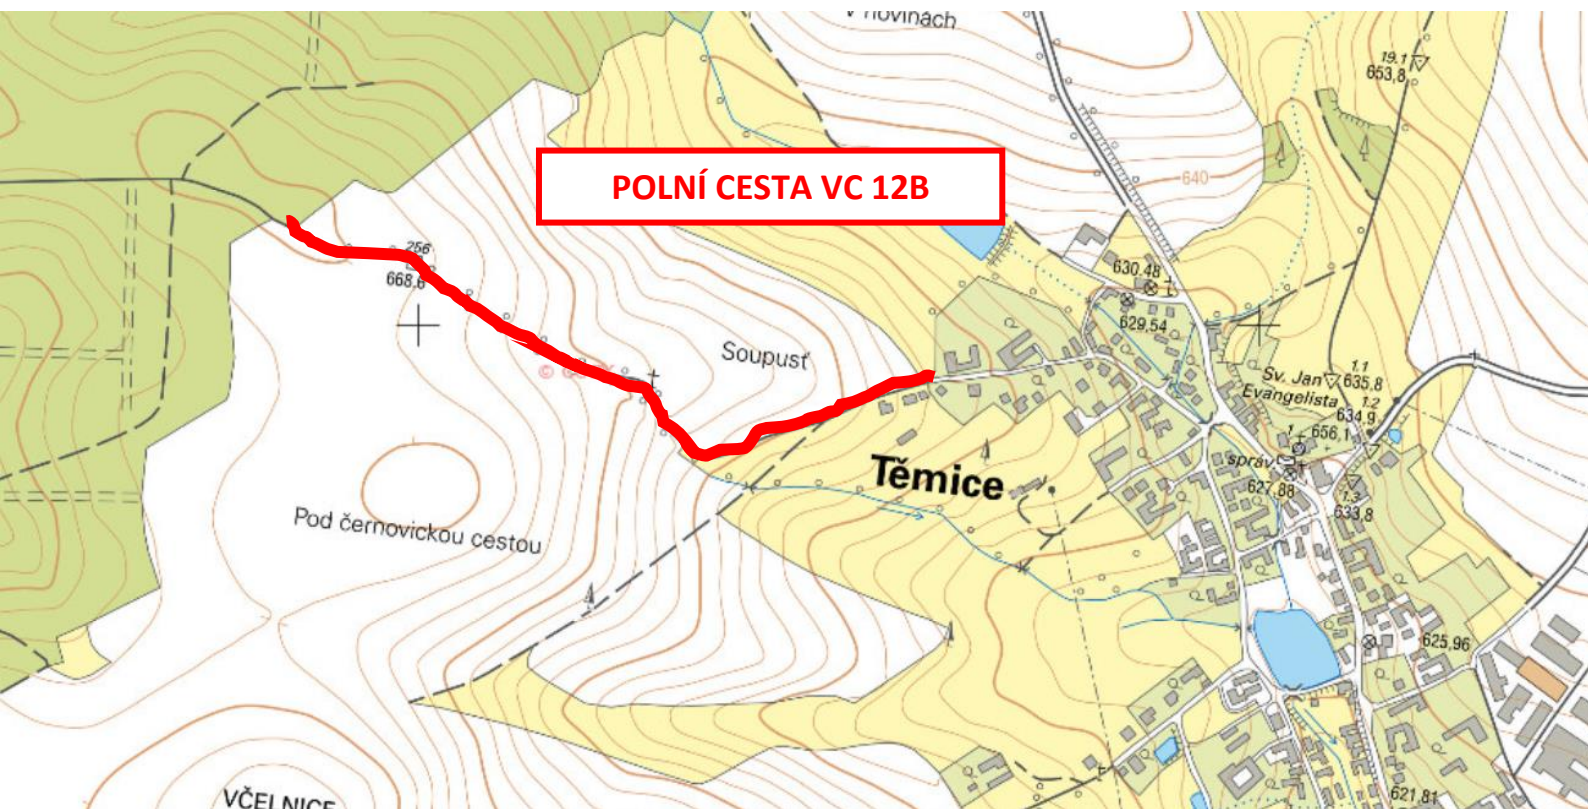 V novinách
19.1
653,8
POLNÍ CESTA VC 12B
640
256
668,6
630,48
629,54
Soupusť
1.1
Sv. Jan 635,8
Evangelista 1.2
634,9
1 656,1
správ.
627,88
1.3
633,8
Těmice
Pod černovickou cestou
625,96
VČELNICE
621,81